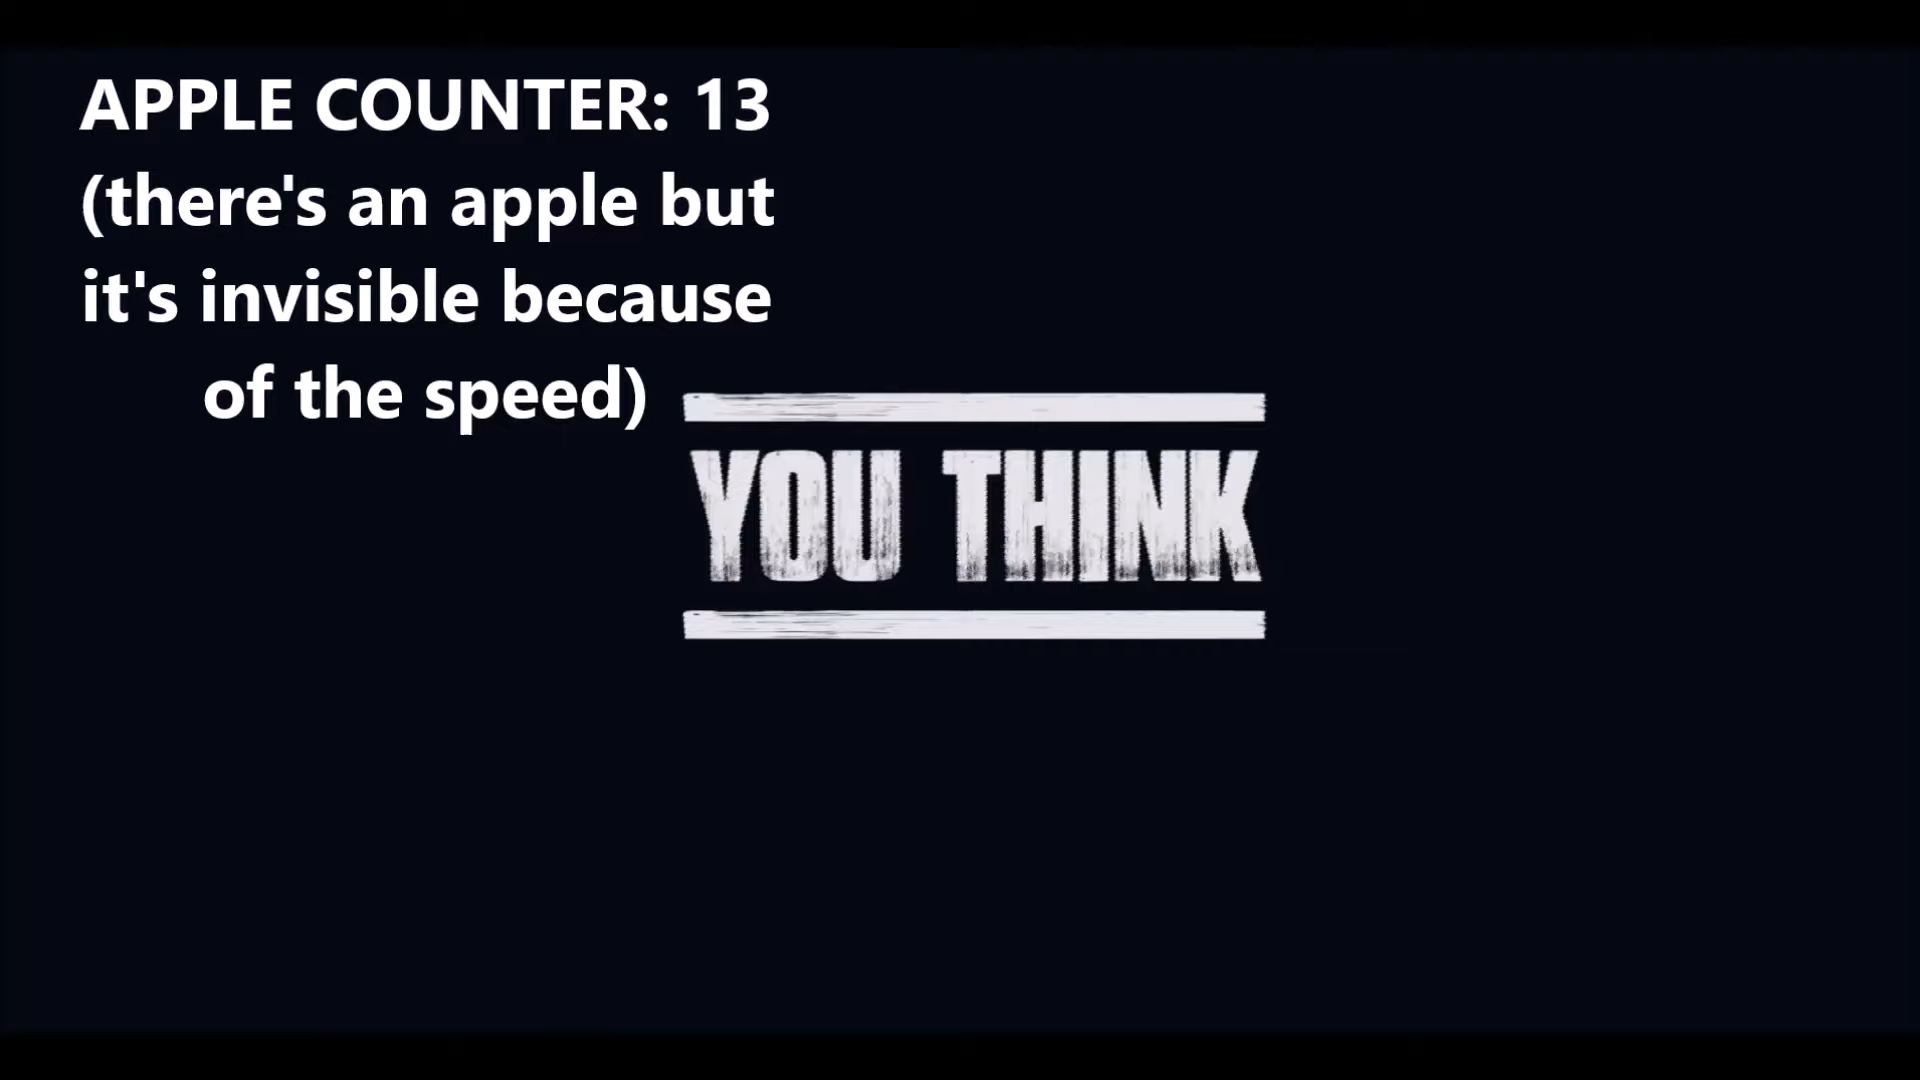 APPLE COUNTER: 13
(there's an apple but
it's invisible because
of the speed)
YOU THINK